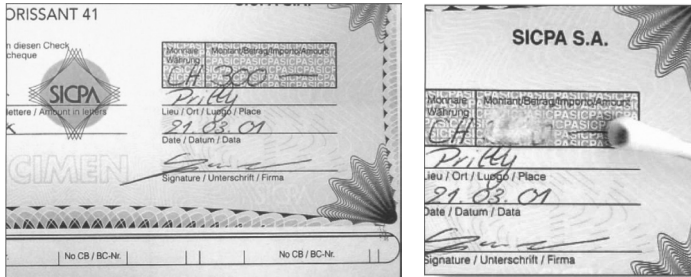 ORISSANT 41
n diesen Check
cheque
Monnaie Montant/Betrag/Importo/Amount
Währung
CH 300 —
SICPA
Prilly
lettere / Amount in letters
Lieu / Ort / Luogo / Place
21.03.01
Date / Datum / Data
CIMEN
Signature / Unterschrift / Firma
No CB / BC-Nr.
No CB / BC-Nr.
SICPA S.A.
Monnaie Montant/Betrag/Importo/Amount
Währung
CH
Prilly
Lieu / Ort / Luogo / Place
21.03.01
Date / Datum / Data
Signature / Unterschrift / Firma